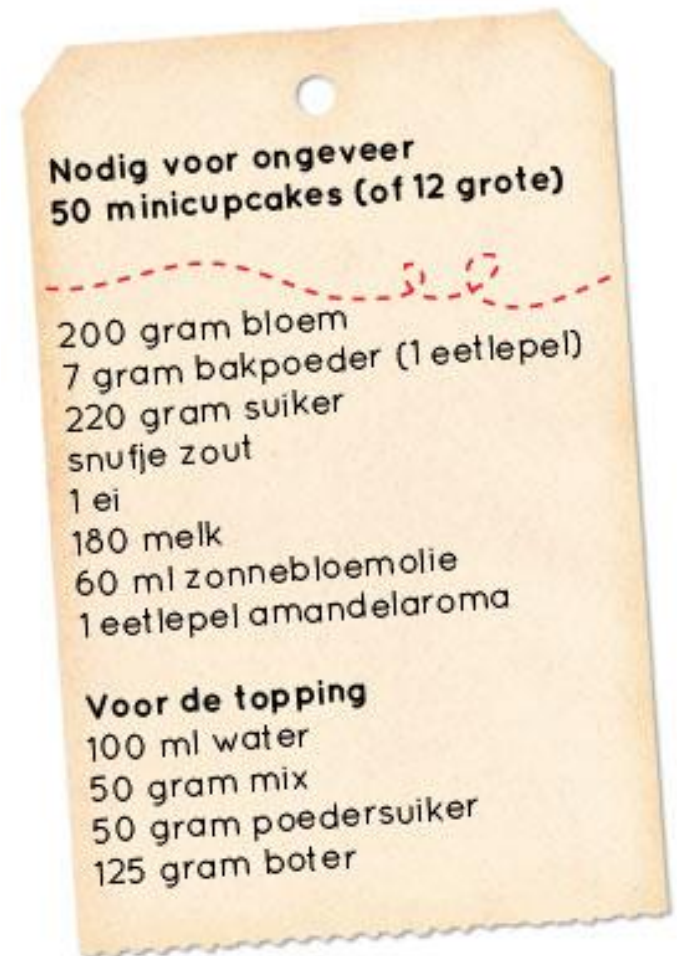 Nodig voor ongeveer
50 minicupcakes (of 12 grote)
200 gram bloem
7 gram bakpoeder (1 eetlepel)
220 gram suiker
snufje zout
1 ei
180 melk
60 ml zonnebloemolie
1 eetlepel amandelaroma
Voor de topping
100 ml water
50 gram mix
50 gram poedersuiker
125 gram boter